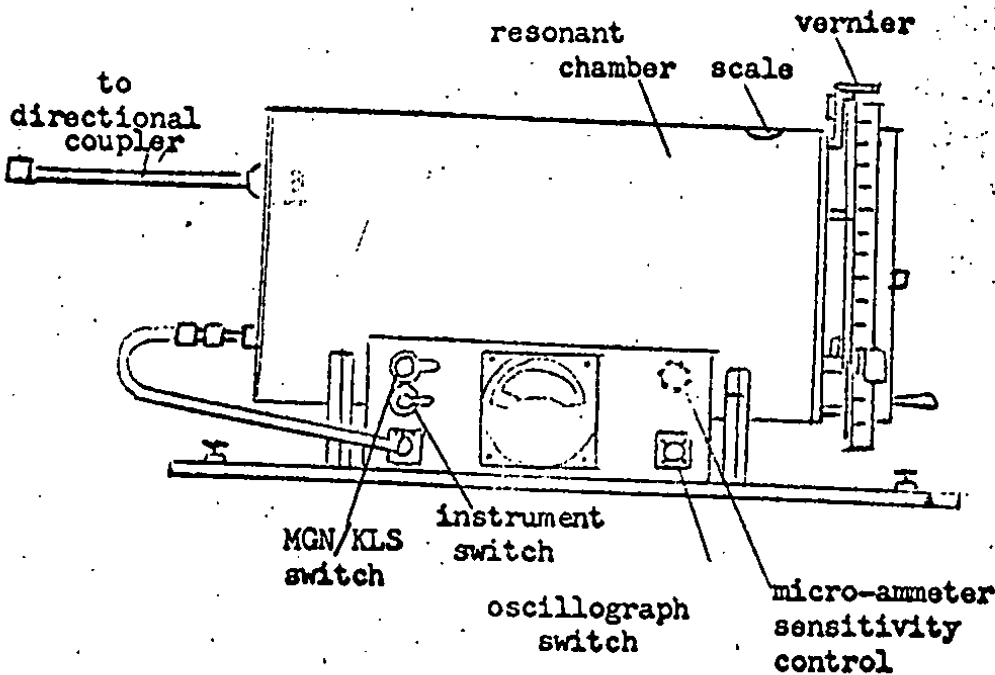 resonant
chamber
scale
vernier
to
directional
coupler
MGN/KLS
switch
instrument
switch
oscillograph
switch
micro-ammeter
sensitivity
control